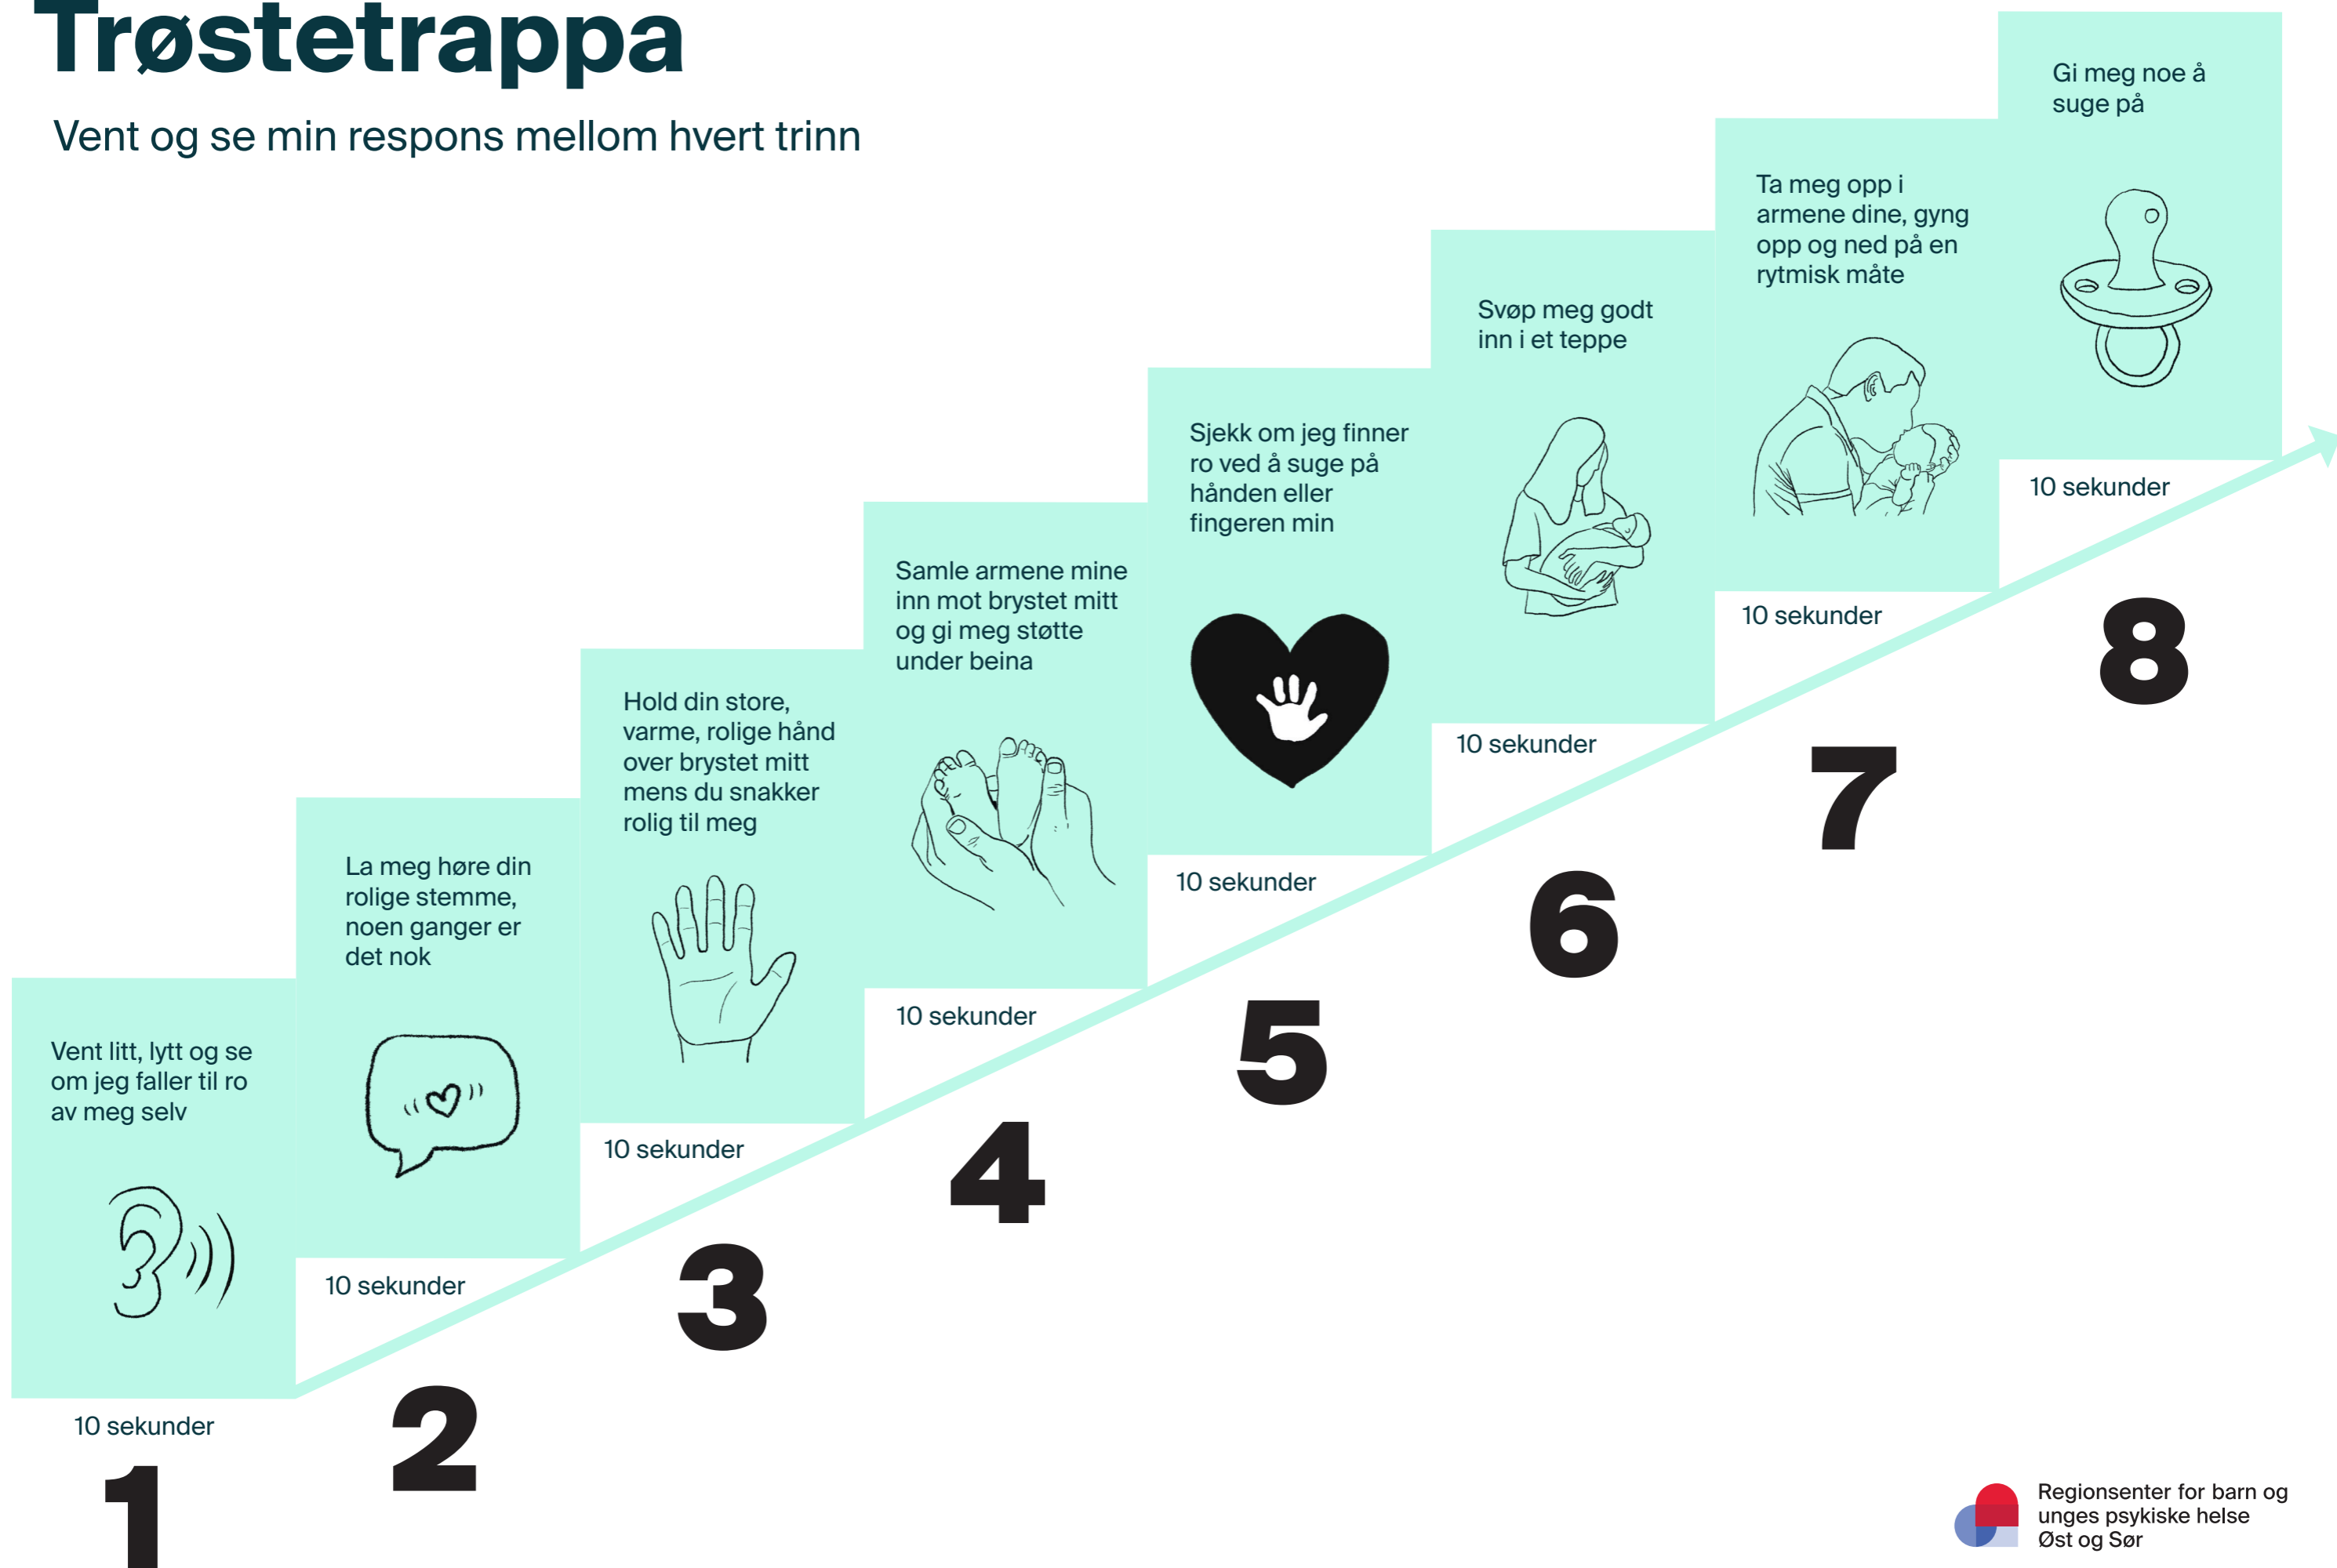 Trøstetrappa
Vent og se min respons mellom hvert trinn
Vent litt, lytt og se
om jeg faller til ro
av meg selv
10 sekunder
1
La meg høre din
rolige stemme,
noen ganger er
det nok
10 sekunder
2
Hold din store,
varme, rolige hånd
over brystet mitt
mens du snakker
rolig til meg
10 sekunder
3
Samle armene mine
inn mot brystet mitt
og gi meg støtte
under beina
10 sekunder
4
Sjekk om jeg finner
ro ved å suge på
hånden eller
fingeren min
10 sekunder
5
Svøp meg godt
inn i et teppe
10 sekunder
6
Ta meg opp i
armene dine, gyng
opp og ned på en
rytmisk måte
10 sekunder
7
Gi meg noe å
suge på
10 sekunder
8
Regionsenter for barn og
unges psykiske helse
Øst og Sør